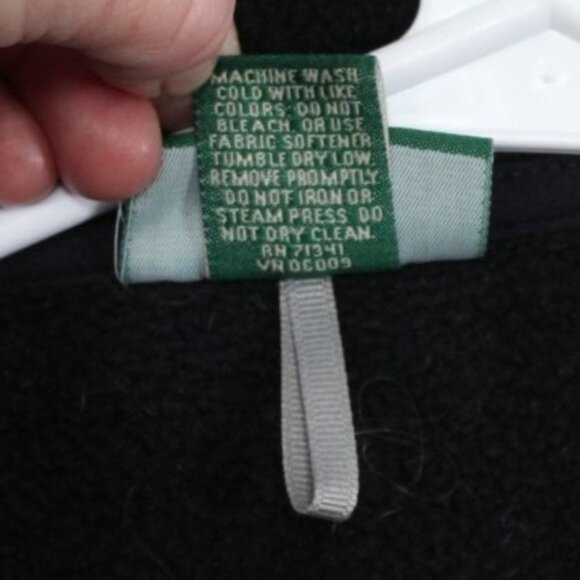 MACHINE WASH
COLD WITH LIKE
COLORS. DO NOT
BLEACH, OR USE
FABRIC SOFTENER
TUMBLE DRY LOW.
REMOVE PROMPTLY
DO NOT IRON OR
STEAM PRESS. DO
NOT DRY CLEAN.
RN 71341
VN 06009